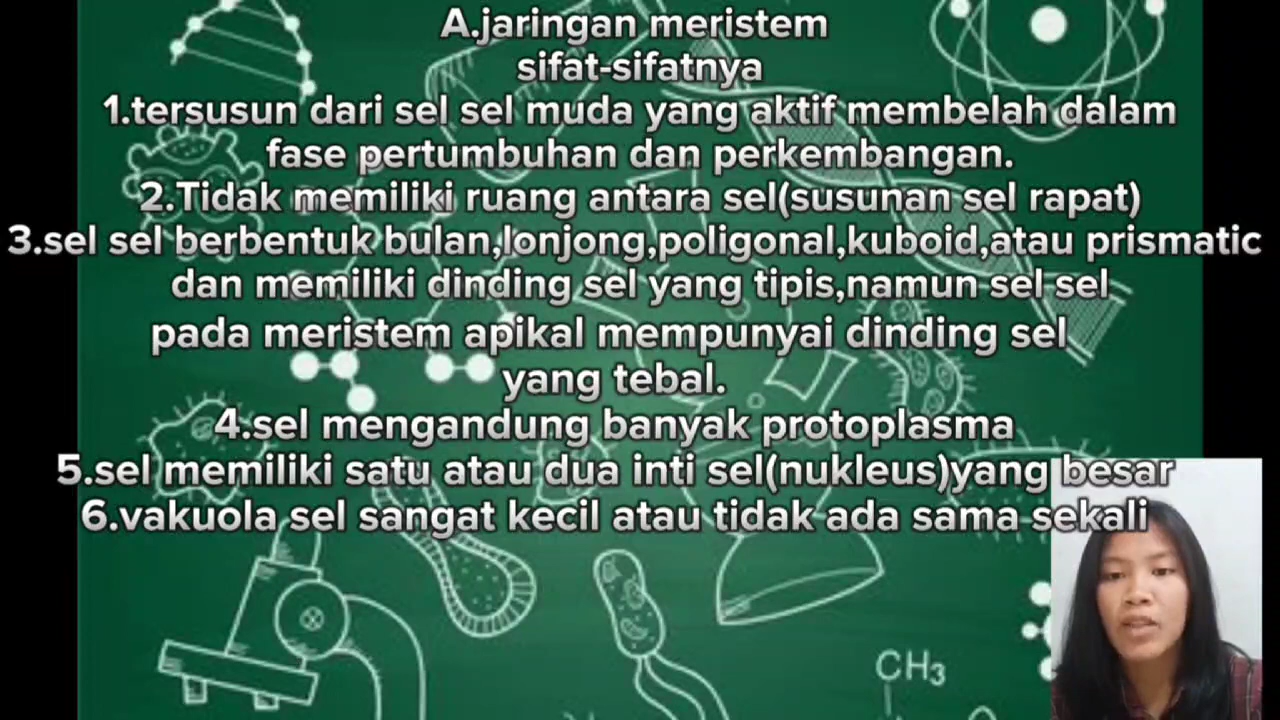 A.jaringan meristem
sifat-sifatnya
1.tersusun dari sel sel muda yang aktif membelah dalam
fase pertumbuhan dan perkembangan.
2.Tidak memiliki ruang antara sel(susunan sel rapat)
3.sel sel berbentuk bulan,lonjong,poligonal,kuboid,atau prismatic
dan memiliki dinding sel yang tipis,namun sel sel
pada meristem apikal mempunyai dinding sel
yang tebal.
4.sel mengandung banyak protoplasma
5.sel memiliki satu atau dua inti sel(nukleus)yang besar
6.vakuola sel sangat kecil atau tidak ada sama sekali
CH3